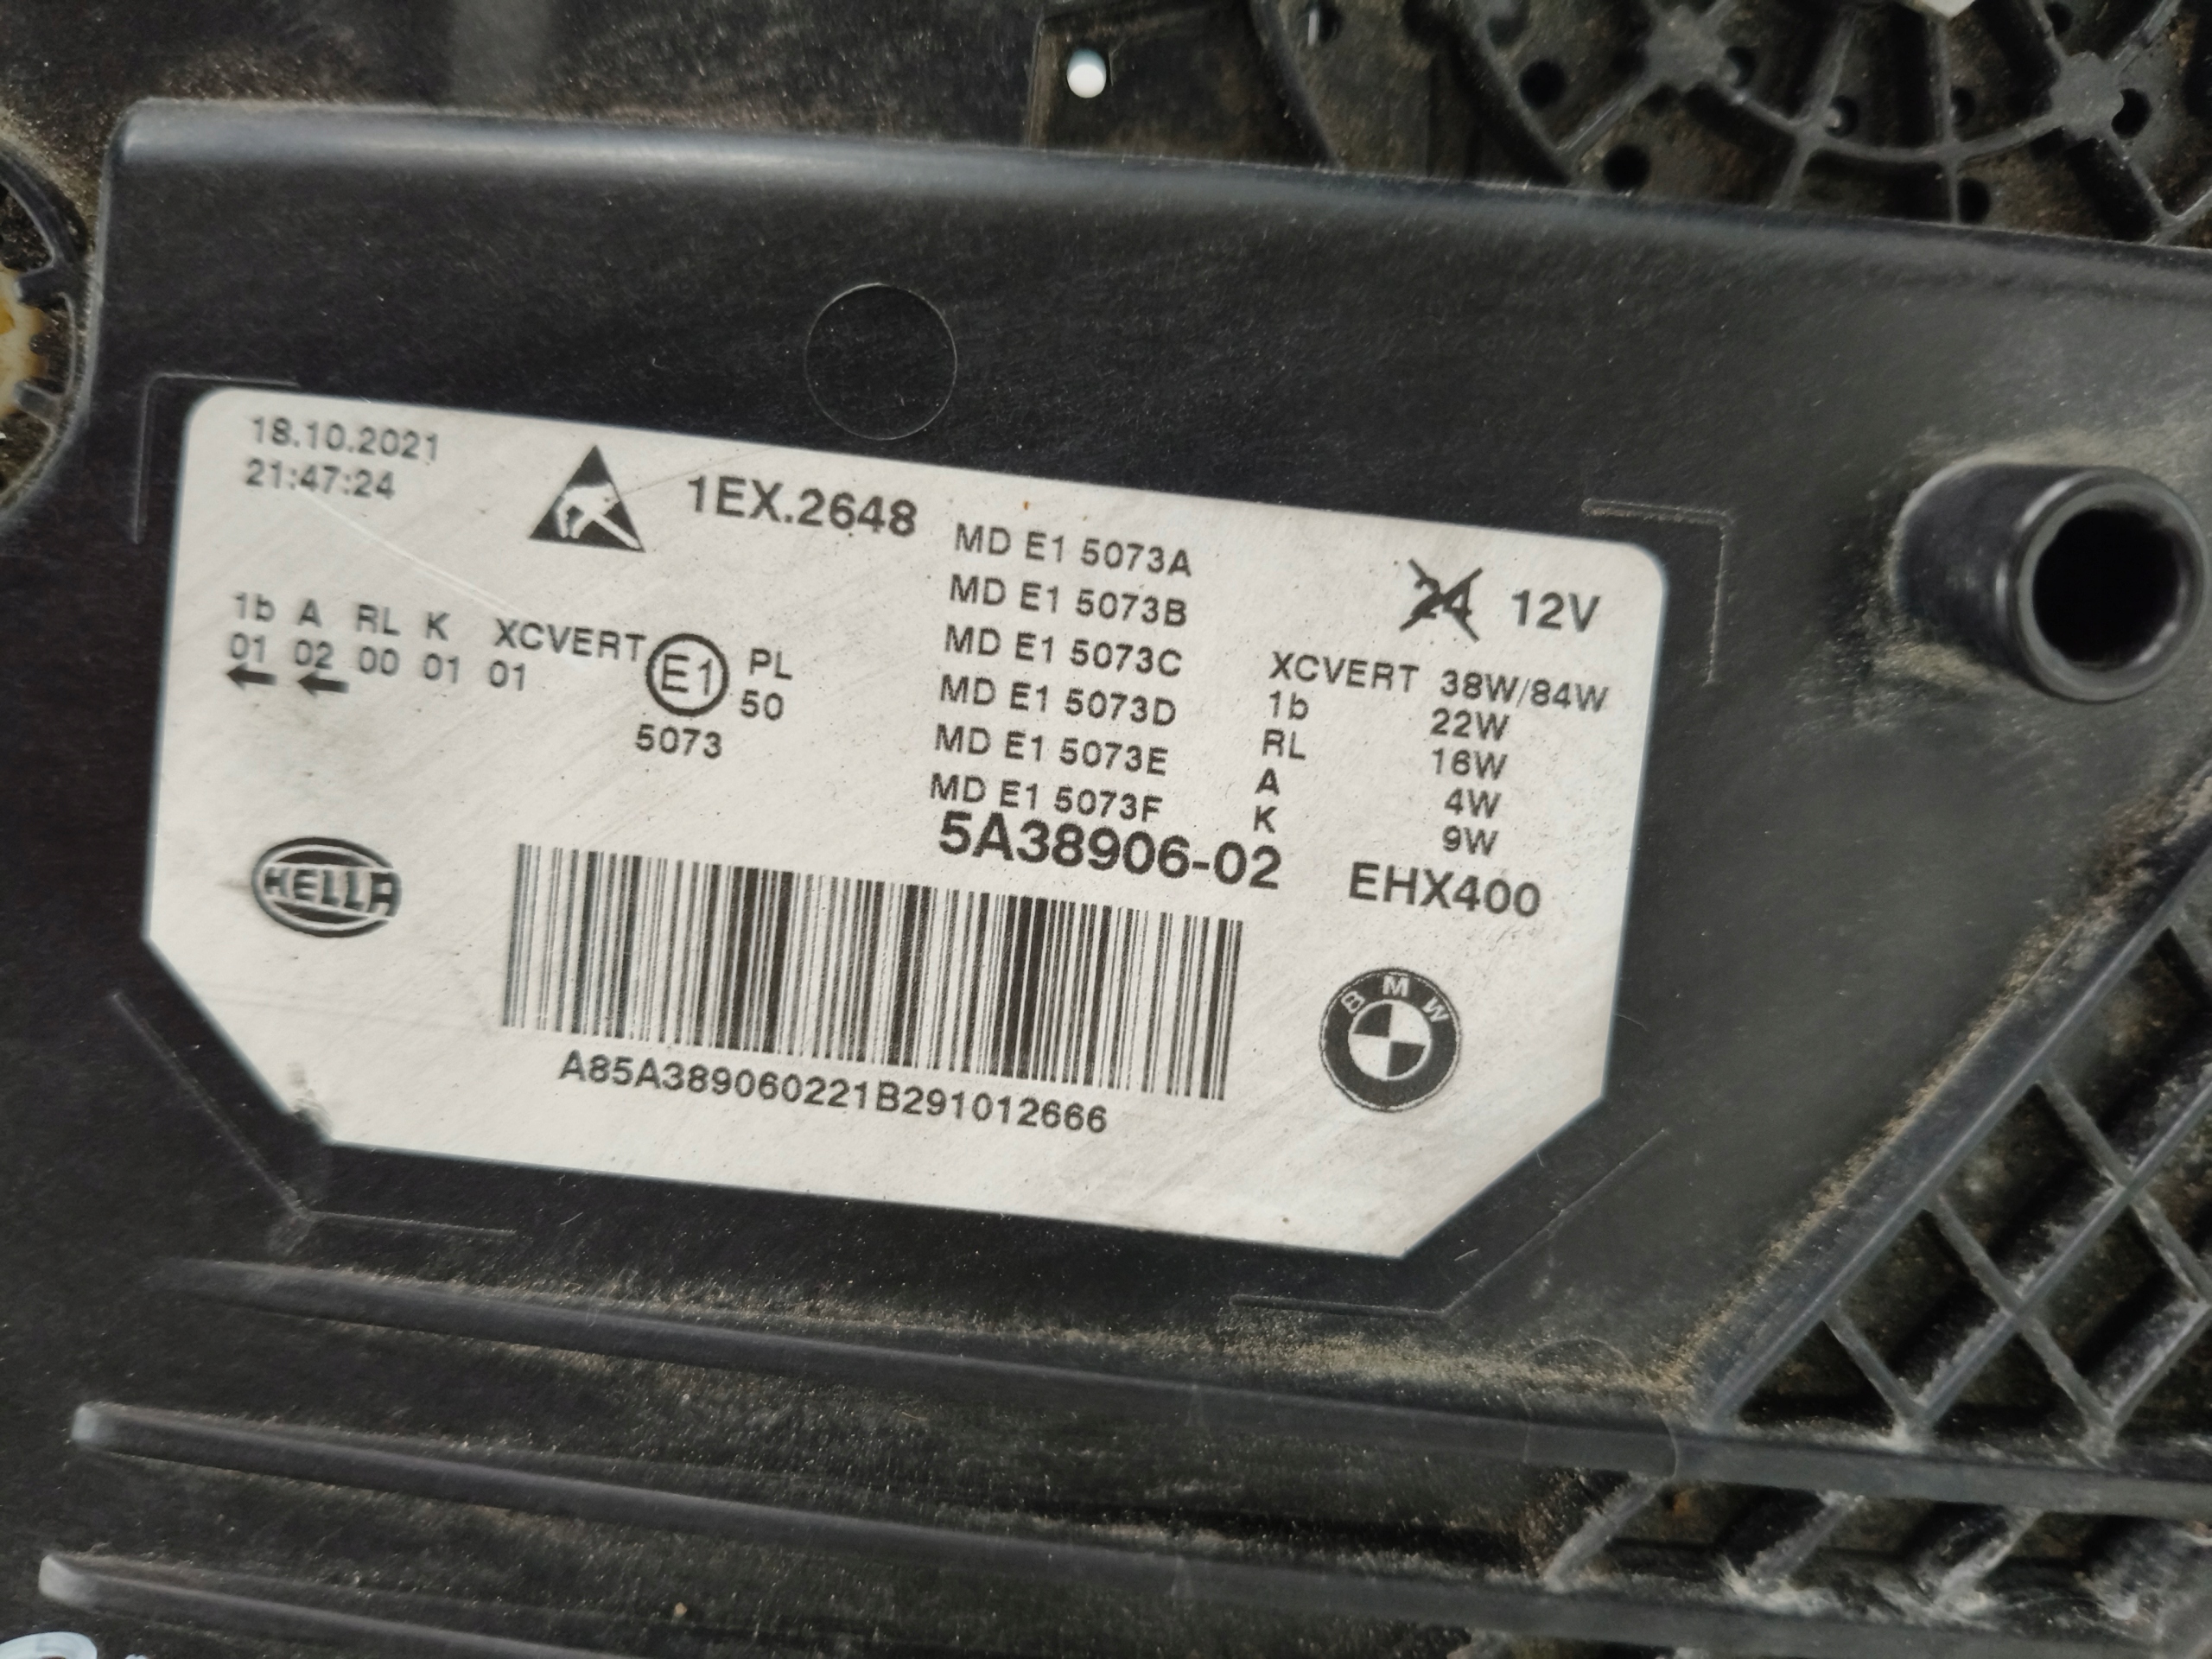 18.10.2021
21:47:24
1EX.2648
MD E1 5073A
MD E1 5073B
MD E1 5073C
MD E1 5073D
MD E1 5073E
MD E1 5073F
24 12V
1b A RL K XCVERT
01 02 00 01 01
E1 PL
50
5073
XCVERT 38W/84W
1b 22W
RL 16W
A 4W
K 9W
5A38906-02
EHX400
HELLA
A85A389060221B291012666
BMW